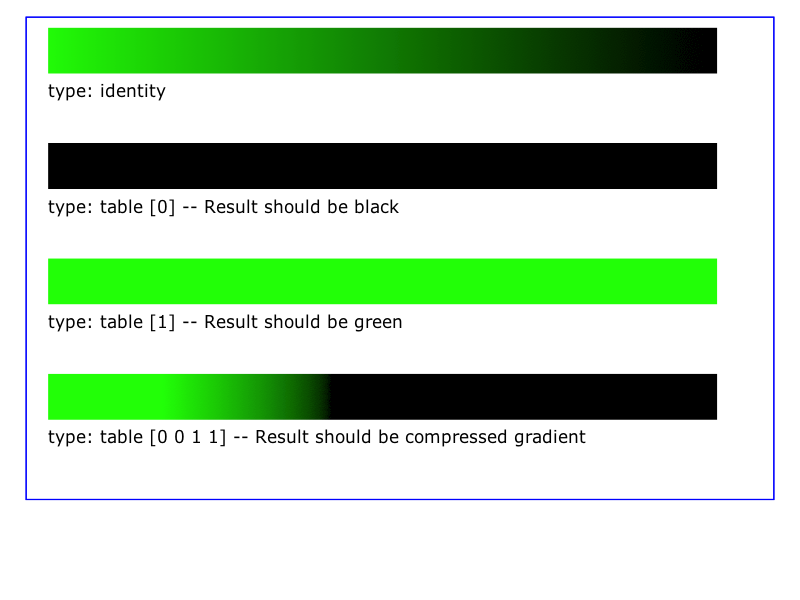 type: identity
type: table [0] -- Result should be black
type: table [1] -- Result should be green
type: table [0 0 1 1] -- Result should be compressed gradient